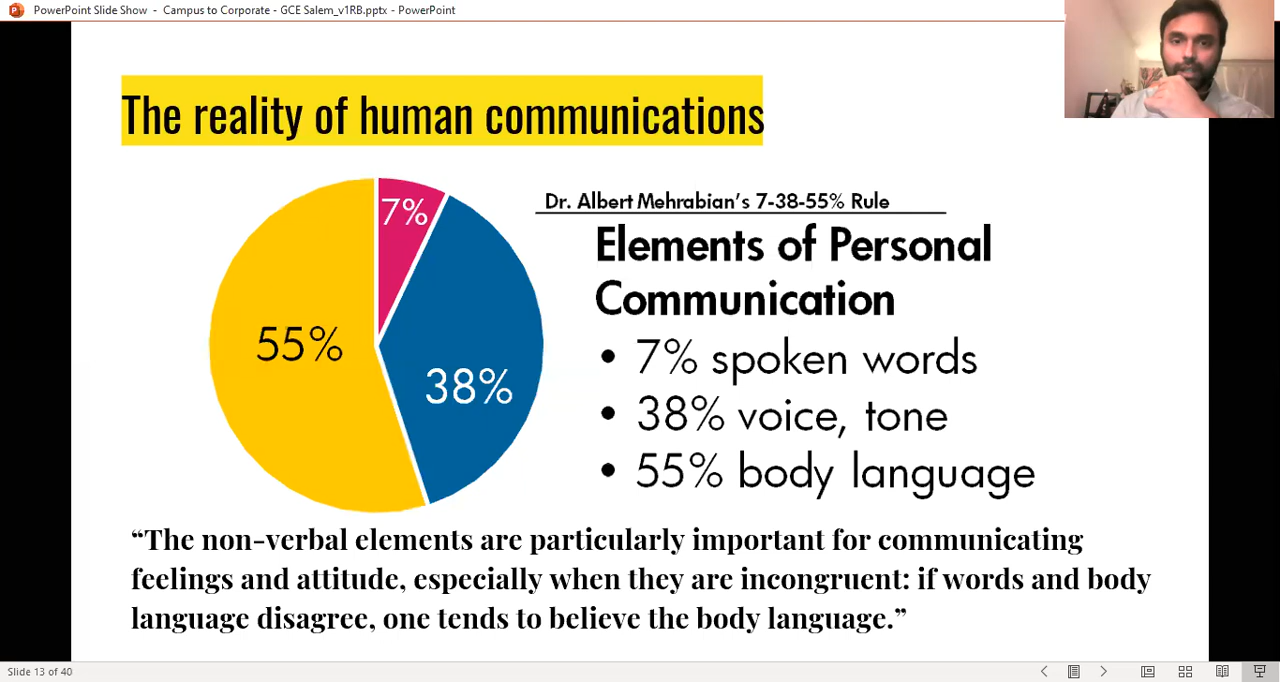 PowerPoint Slide Show - Campus to Corporate - GCE Salem_v1RB.pptx - PowerPoint
The reality of human communications
7%
55%
38%
Dr. Albert Mehrabian's 7-38-55% Rule
Elements of Personal
Communication
• 7% spoken words
• 38% voice, tone
• 55% body language
“The non-verbal elements are particularly important for communicating
feelings and attitude, especially when they are incongruent: if words and body
language disagree, one tends to believe the body language.”
Slide 13 of 40